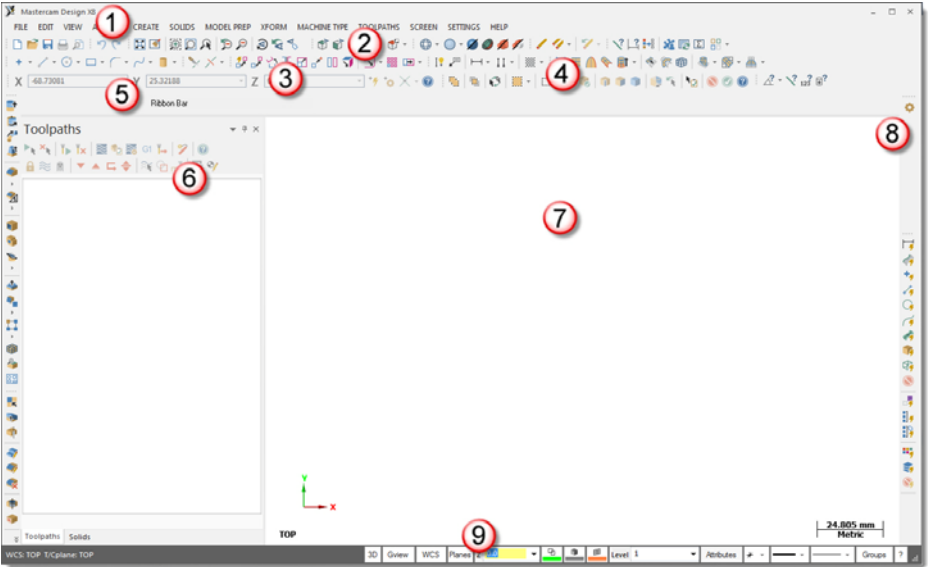 Mastercam Design X8
FILE EDIT VIEW CREATE SOLIDS MODEL PREP XFORM MACHINE TYPE TOOLPATHS SCREEN SETTINGS HELP
1
2
3
4
X -68.73081 Y 25.32188 Z
5
Ribbon Bar
8
Toolpaths
G1
6
7
Y
X
TOP
24.805 mm
Metric
Toolpaths Solids
9
WCS: TOP T/Cplane: TOP
3D Gview WCS Planes Z Level 1 Attributes Groups ?